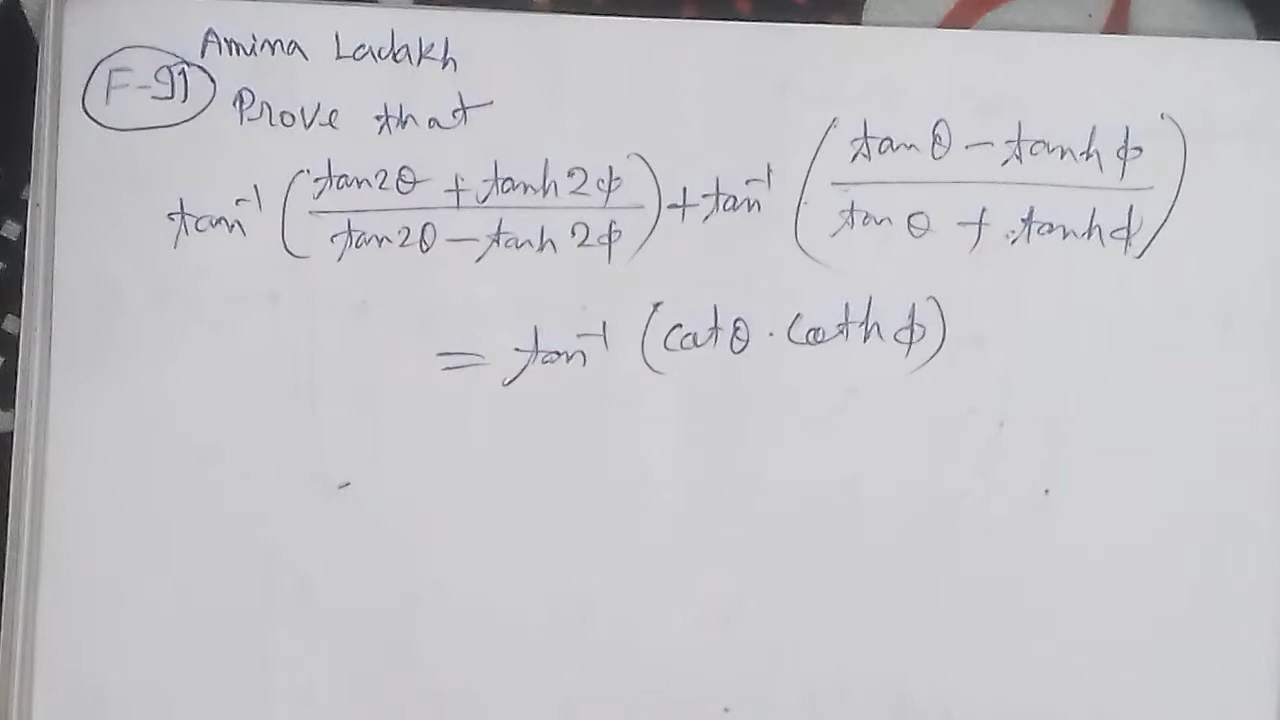 Amina Ladakh
F-91 Prove that
tan⁻¹ ( (tan2θ + tanh2φ) / (tan2θ - tanh2φ) ) + tan⁻¹ ( (tanθ - tanhφ) / (tanθ + tanhφ) )
= tan⁻¹ (cotθ · cothφ)